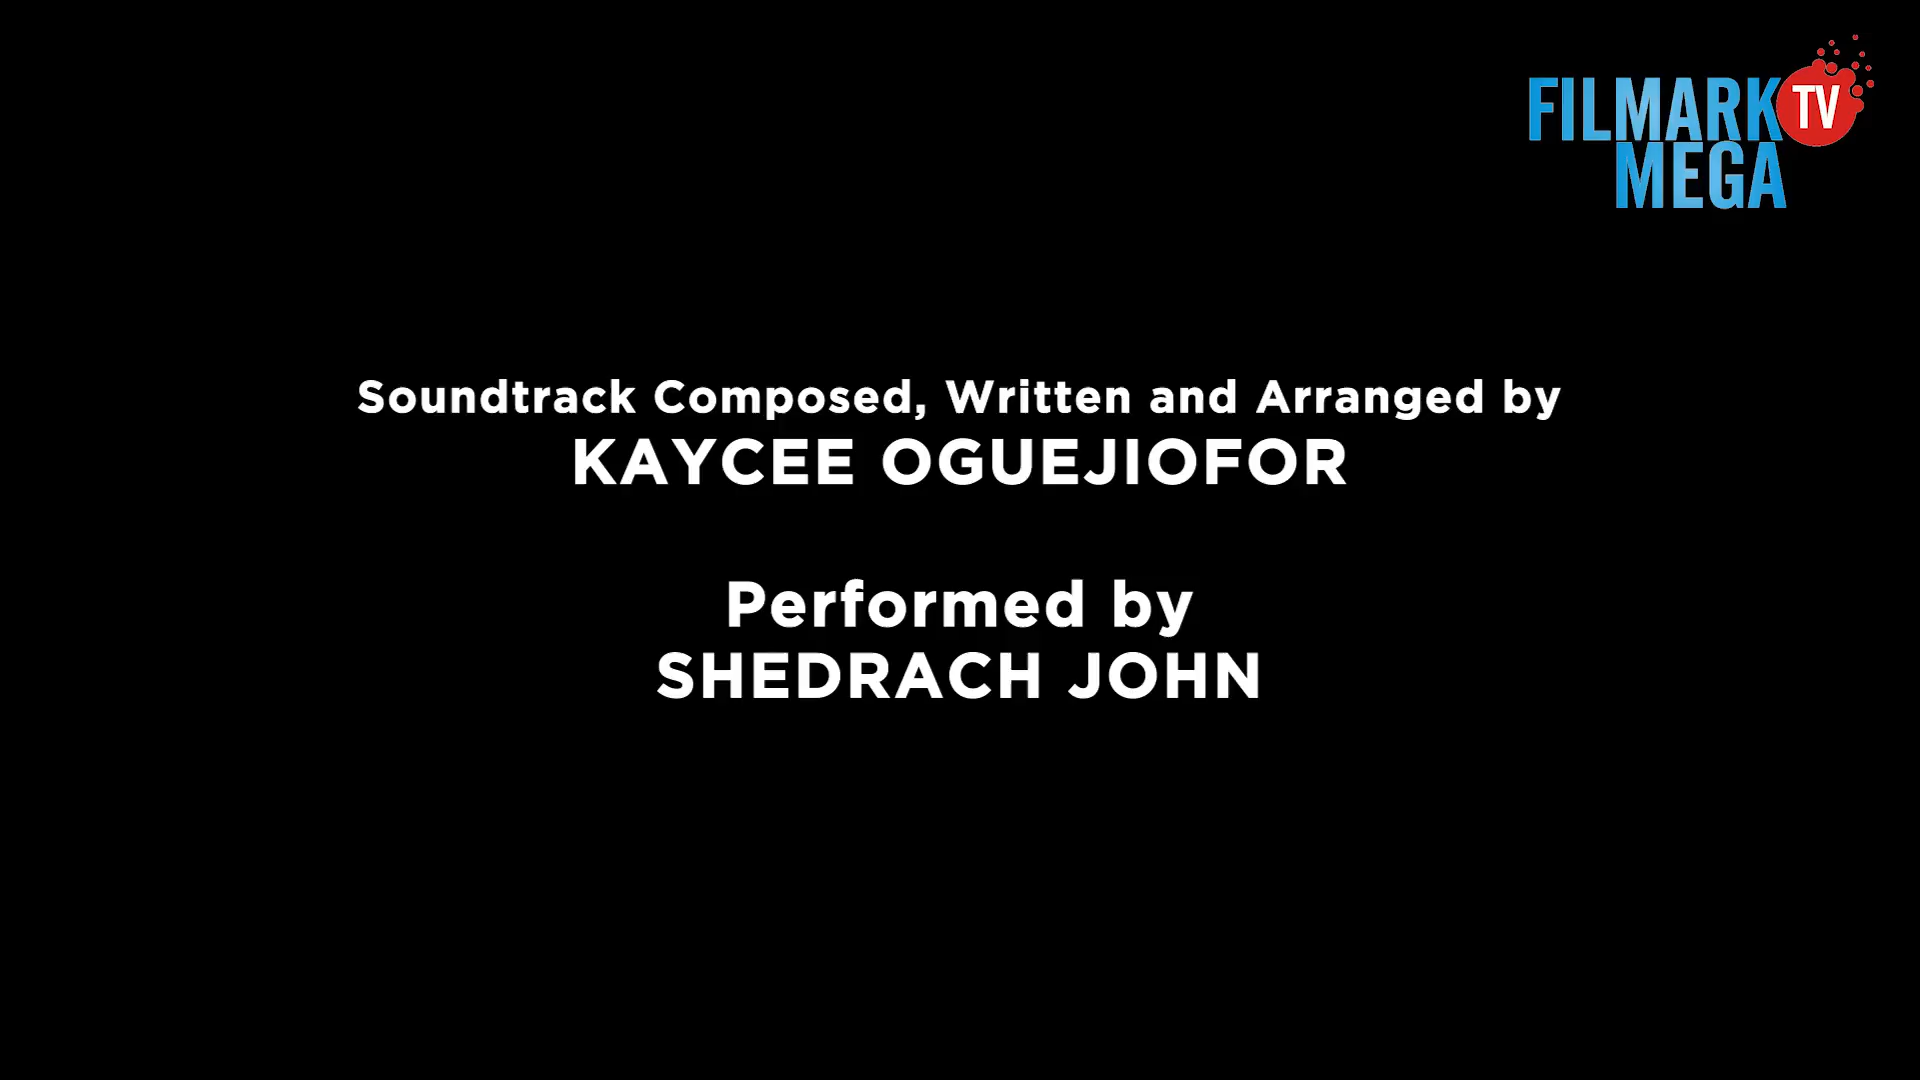 FILMARK TV
MEGA
Soundtrack Composed, Written and Arranged by
KAYCEE OGUEJIOFOR
Performed by
SHEDRACH JOHN